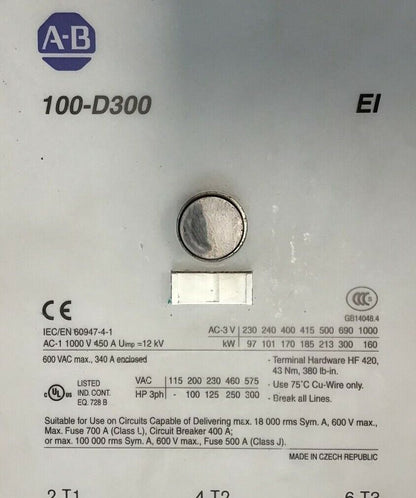 A-B
100-D300 EI
CE CCC
GB14048.4
IEC/EN 60947-4-1
AC-1 1000 V 450 A Uimp =12 kV
AC-3 V 230 240 400 415 500 690 1000
kW 97 101 170 185 213 300 160
600 VAC max., 340 A enclosed
- Terminal Hardware HF 420,
43 Nm, 380 lb-in.
- Use 75˚C Cu-Wire only.
- Break all Lines.
c UL US LISTED
IND. CONT.
EQ. 728 B
VAC 115 200 230 460 575
HP 3ph - 100 125 250 300
Suitable for Use on Circuits Capable of Delivering max. 18 000 rms Sym. A, 600 V max.,
Max. Fuse 700 A (Class L), Circuit Breaker 400 A;
or max. 100 000 rms Sym. A, 600 V max., Fuse 500 A (Class J).
MADE IN CZECH REPUBLIC
2 T1 4 T2 6 T3